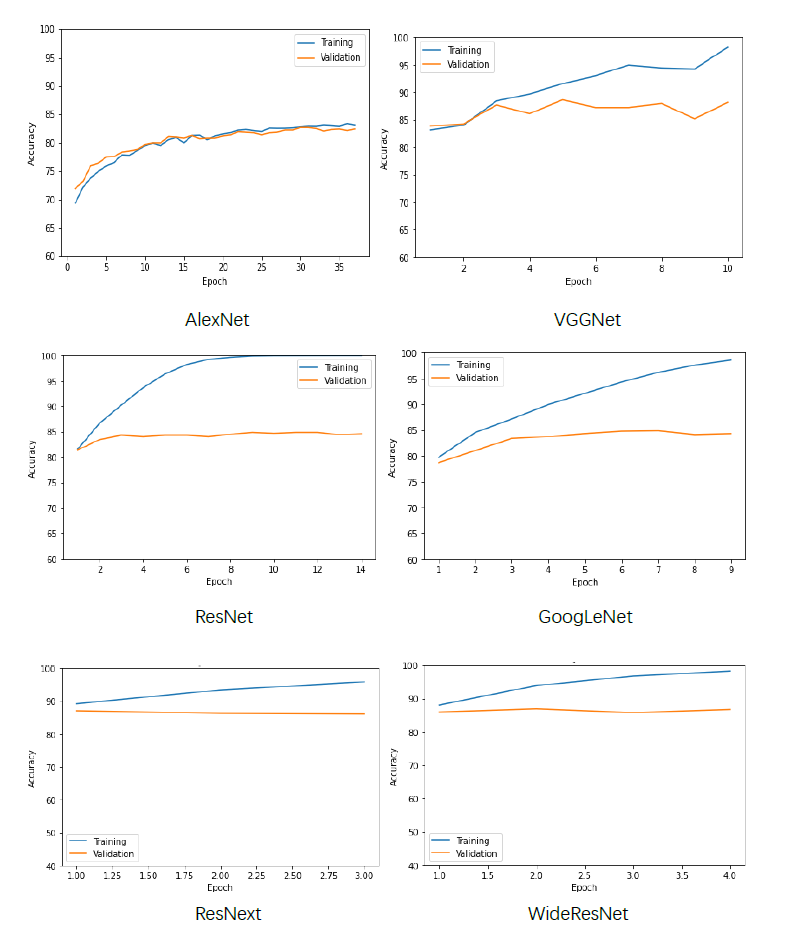 100
95
90
85
80
75
70
65
60
Accuracy
0 5 10 15 20 25 30 35
Epoch
Training
Validation
AlexNet
100
95
90
85
80
75
70
65
60
Accuracy
2 4 6 8 10
Epoch
Training
Validation
VGGNet
100
95
90
85
80
75
70
65
60
Accuracy
2 4 6 8 10 12 14
Epoch
Training
Validation
ResNet
100
95
90
85
80
75
70
65
60
Accuracy
1 2 3 4 5 6 7 8 9
Epoch
Training
Validation
GoogLeNet
100
90
80
70
60
50
40
Accuracy
1.00 1.25 1.50 1.75 2.00 2.25 2.50 2.75 3.00
Epoch
Training
Validation
ResNext
100
90
80
70
60
50
40
Accuracy
1.0 1.5 2.0 2.5 3.0 3.5 4.0
Epoch
Training
Validation
WideResNet